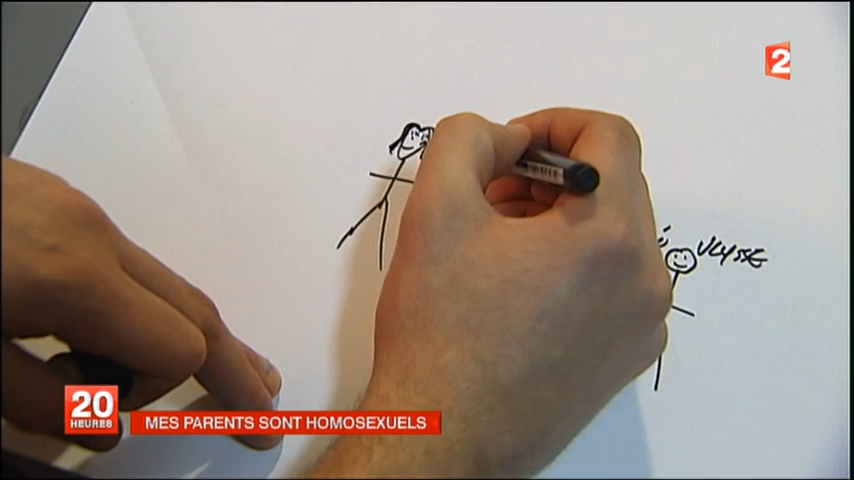 2
ULYSSE
20
HEURES
MES PARENTS SONT HOMOSEXUELS